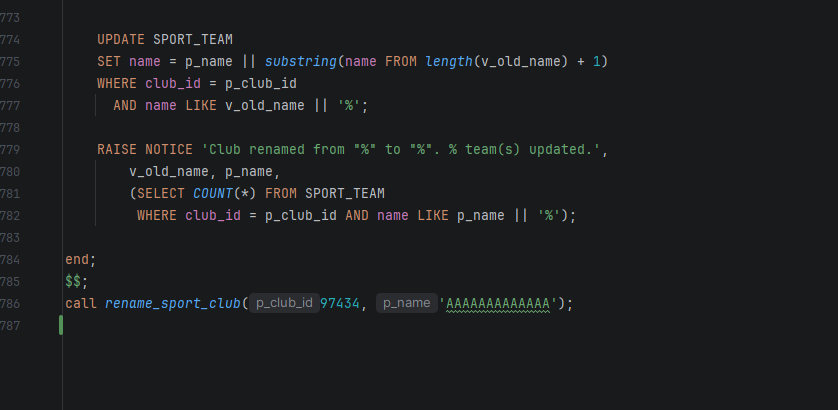 773
774 UPDATE SPORT_TEAM
775 SET name = p_name || substring(name FROM length(v_old_name) + 1)
776 WHERE club_id = p_club_id
777 AND name LIKE v_old_name || '%';
778
779 RAISE NOTICE 'Club renamed from "%" to "%". % team(s) updated.',
780 v_old_name, p_name,
781 (SELECT COUNT(*) FROM SPORT_TEAM
782 WHERE club_id = p_club_id AND name LIKE p_name || '%');
783
784 end;
785 $$;
786 call rename_sport_club( p_club_id 97434, p_name 'AAAAAAAAAAAAA');
787